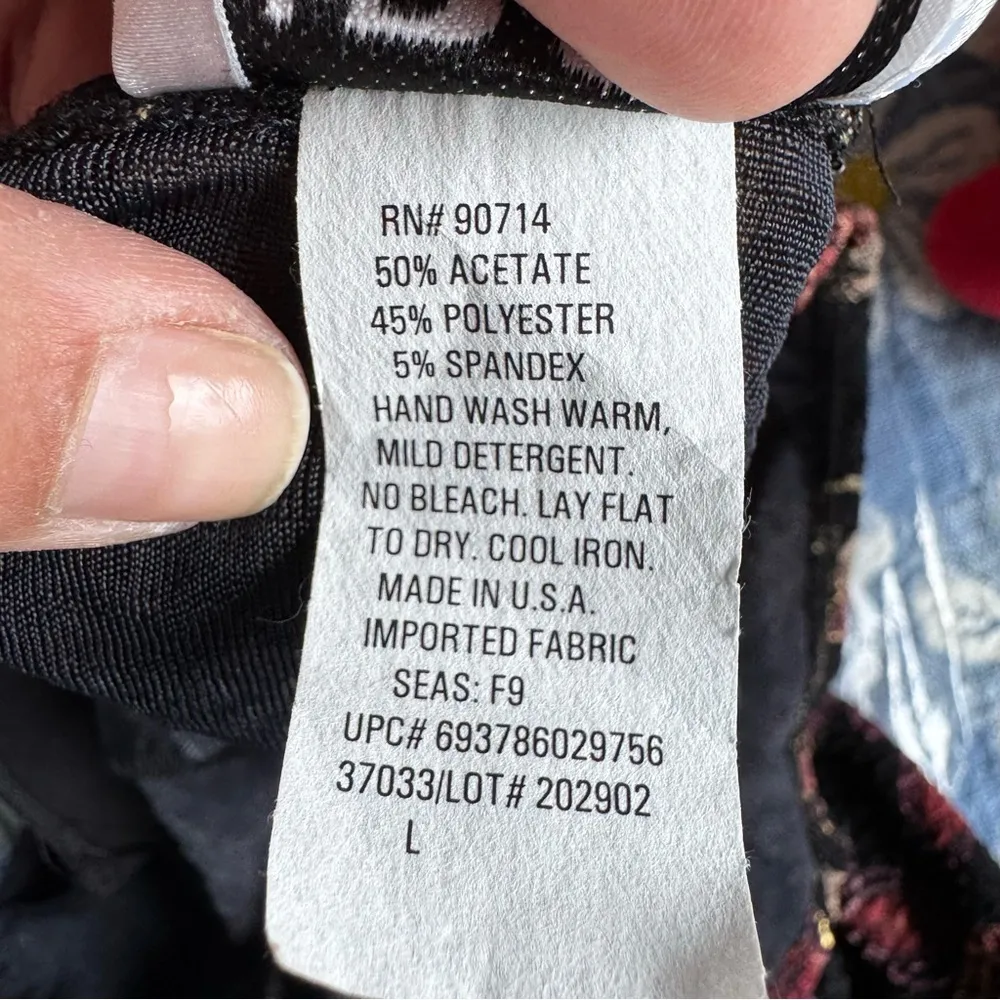 RN# 90714
50% ACETATE
45% POLYESTER
5% SPANDEX
HAND WASH WARM,
MILD DETERGENT.
NO BLEACH. LAY FLAT
TO DRY. COOL IRON.
MADE IN U.S.A.
IMPORTED FABRIC
SEAS: F9
UPC# 693786029756
37033/LOT# 202902
L